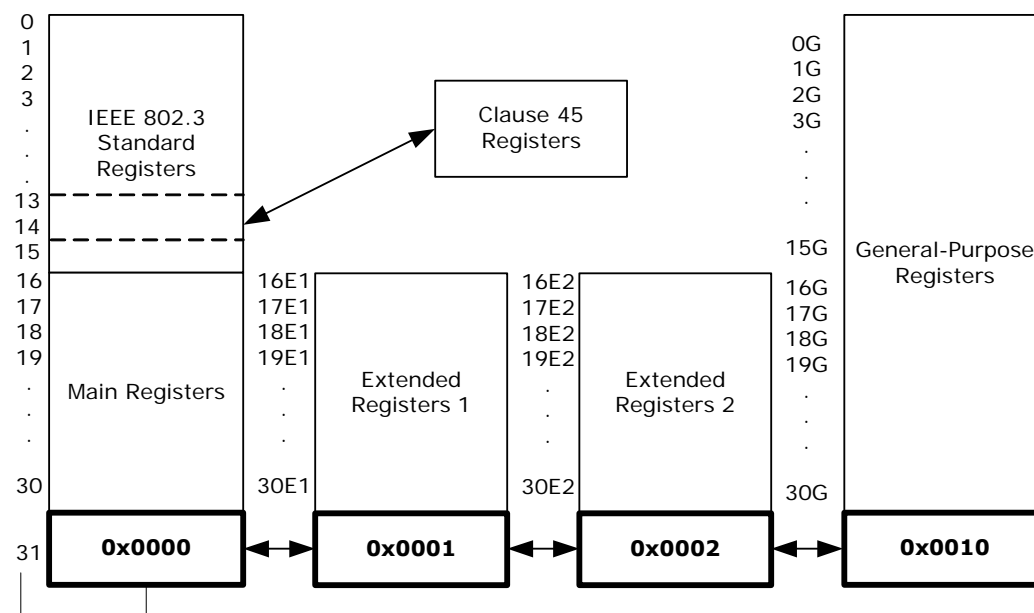 0
1
2
3
.
.
.
13
14
15
16
17
18
19
.
.
.
30
31
IEEE 802.3
Standard
Registers
Main Registers
0x0000
Clause 45
Registers
16E1
17E1
18E1
19E1
.
.
.
30E1
Extended
Registers 1
0x0001
16E2
17E2
18E2
19E2
.
.
.
30E2
Extended
Registers 2
0x0002
0G
1G
2G
3G
.
.
.
15G
16G
17G
18G
19G
.
.
.
30G
General-Purpose
Registers
0x0010